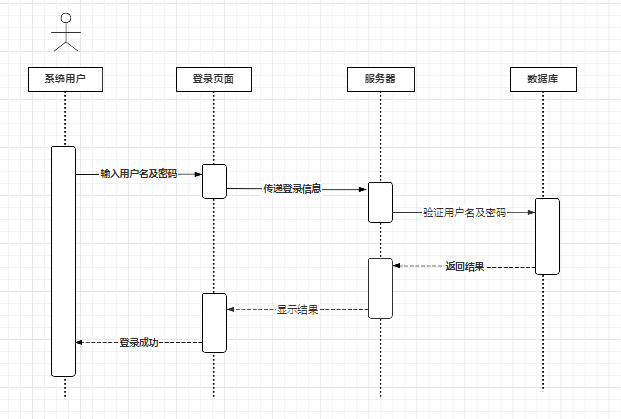 系统用户
登录页面
服务器
数据库
输入用户名及密码
传递登录信息
验证用户名及密码
返回结果
显示结果
登录成功